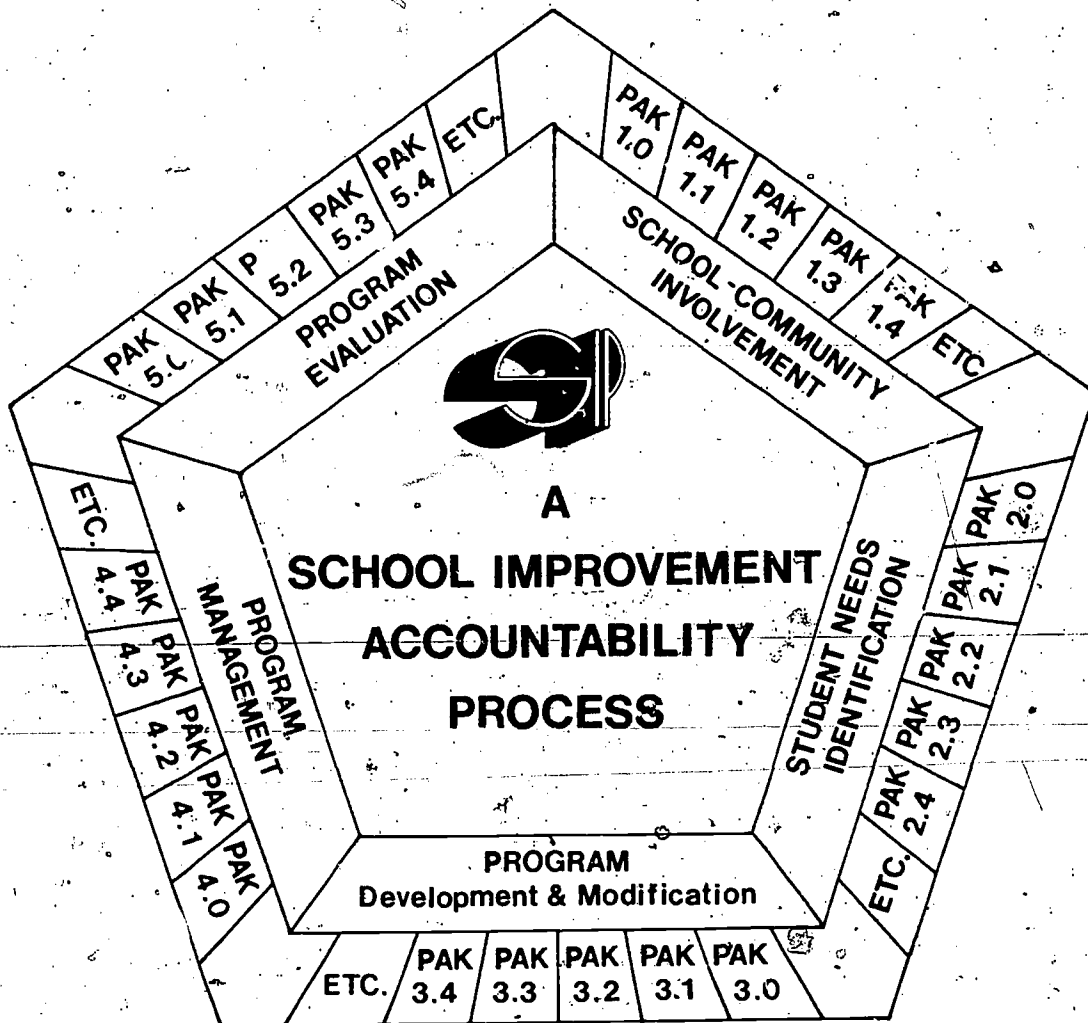 A
SCHOOL IMPROVEMENT
ACCOUNTABILITY
PROCESS
SCHOOL-COMMUNITY
INVOLVEMENT
PAK
1.0
PAK
1.1
PAK
1.2
PAK
1.3
PAK
1.4
ETC
STUDENT NEEDS
IDENTIFICATION
PAK
2.0
PAK
2.1
PAK
2.2
PAK
2.3
PAK
2.4
ETC.
PROGRAM
Development & Modification
PAK
3.0
PAK
3.1
PAK
3.2
PAK
3.3
PAK
3.4
ETC.
PROGRAM
MANAGEMENT
PAK
4.0
PAK
4.1
PAK
4.2
PAK
4.3
PAK
4.4
ETC.
PROGRAM
EVALUATION
PAK
PAK
5.1
P
5.2
PAK
5.3
PAK
5.4
ETC.